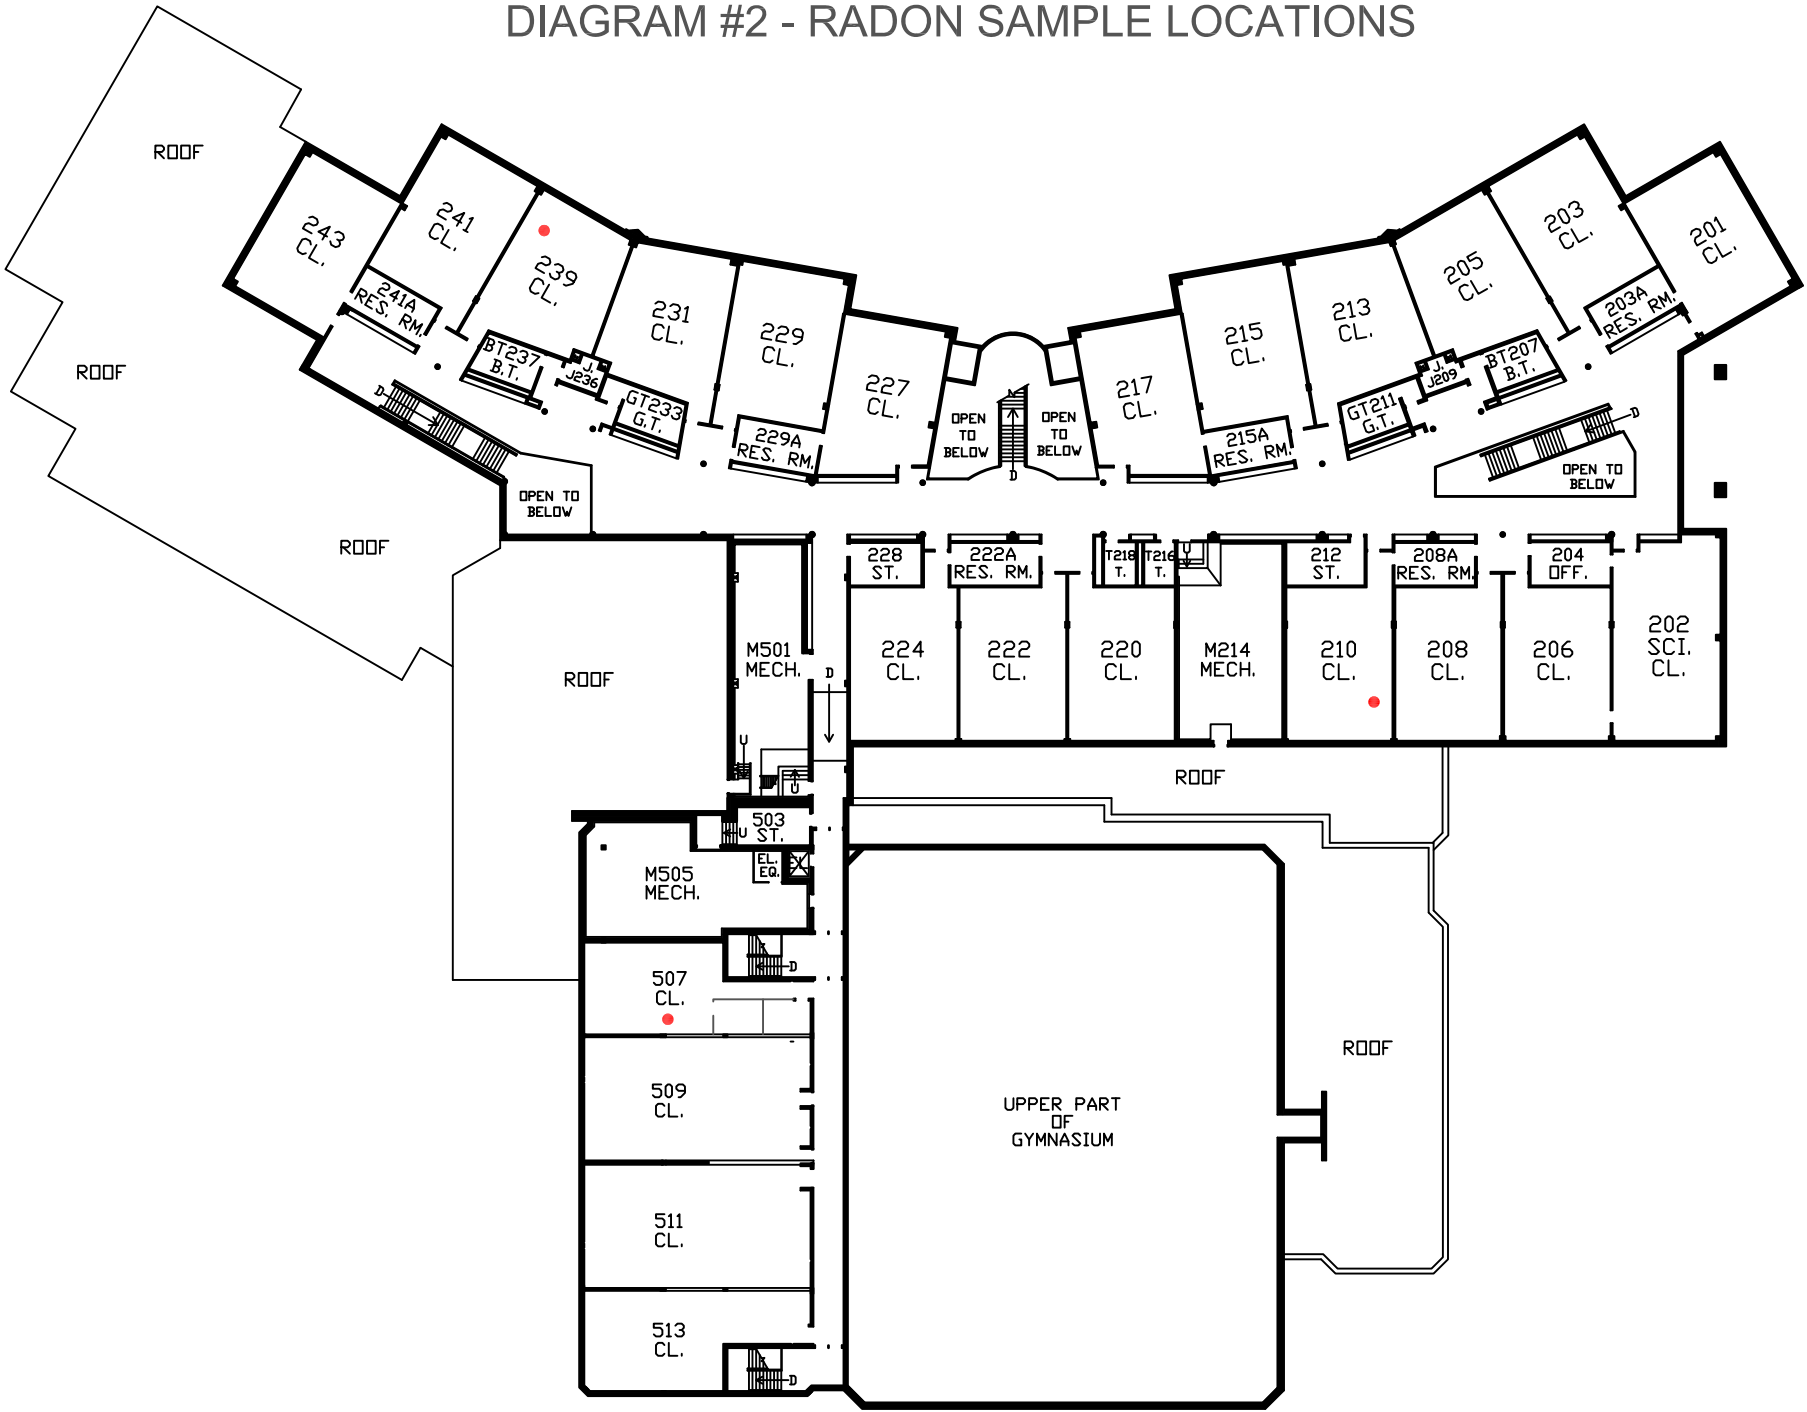 DIAGRAM #2 - RADON SAMPLE LOCATIONS
ROOF
243
CL.
241
CL.
239
CL.
241A
RES. RM.
231
CL.
229
CL.
227
CL.
BT237
B.T.
J.
J236
GT233
G.T.
229A
RES. RM.
D
OPEN TO
BELOW
OPEN
TO
BELOW
D
OPEN
TO
BELOW
217
CL.
215
CL.
213
CL.
205
CL.
203
CL.
201
CL.
203A
RES. RM.
BT207
B.T.
J.
J209
GT211
G.T.
215A
RES. RM.
D
OPEN TO
BELOW
ROOF
ROOF
ROOF
M501
MECH.
D
U
U
228
ST.
222A
RES. RM.
T218
T.
T216
T.
U
212
ST.
208A
RES. RM.
204
OFF.
224
CL.
222
CL.
220
CL.
M214
MECH.
210
CL.
208
CL.
206
CL.
202
SCI.
CL.
ROOF
503
ST.
U
EL.
EQ.
EL.
M505
MECH.
D
507
CL.
509
CL.
511
CL.
513
CL.
D
UPPER PART
OF
GYMNASIUM
ROOF